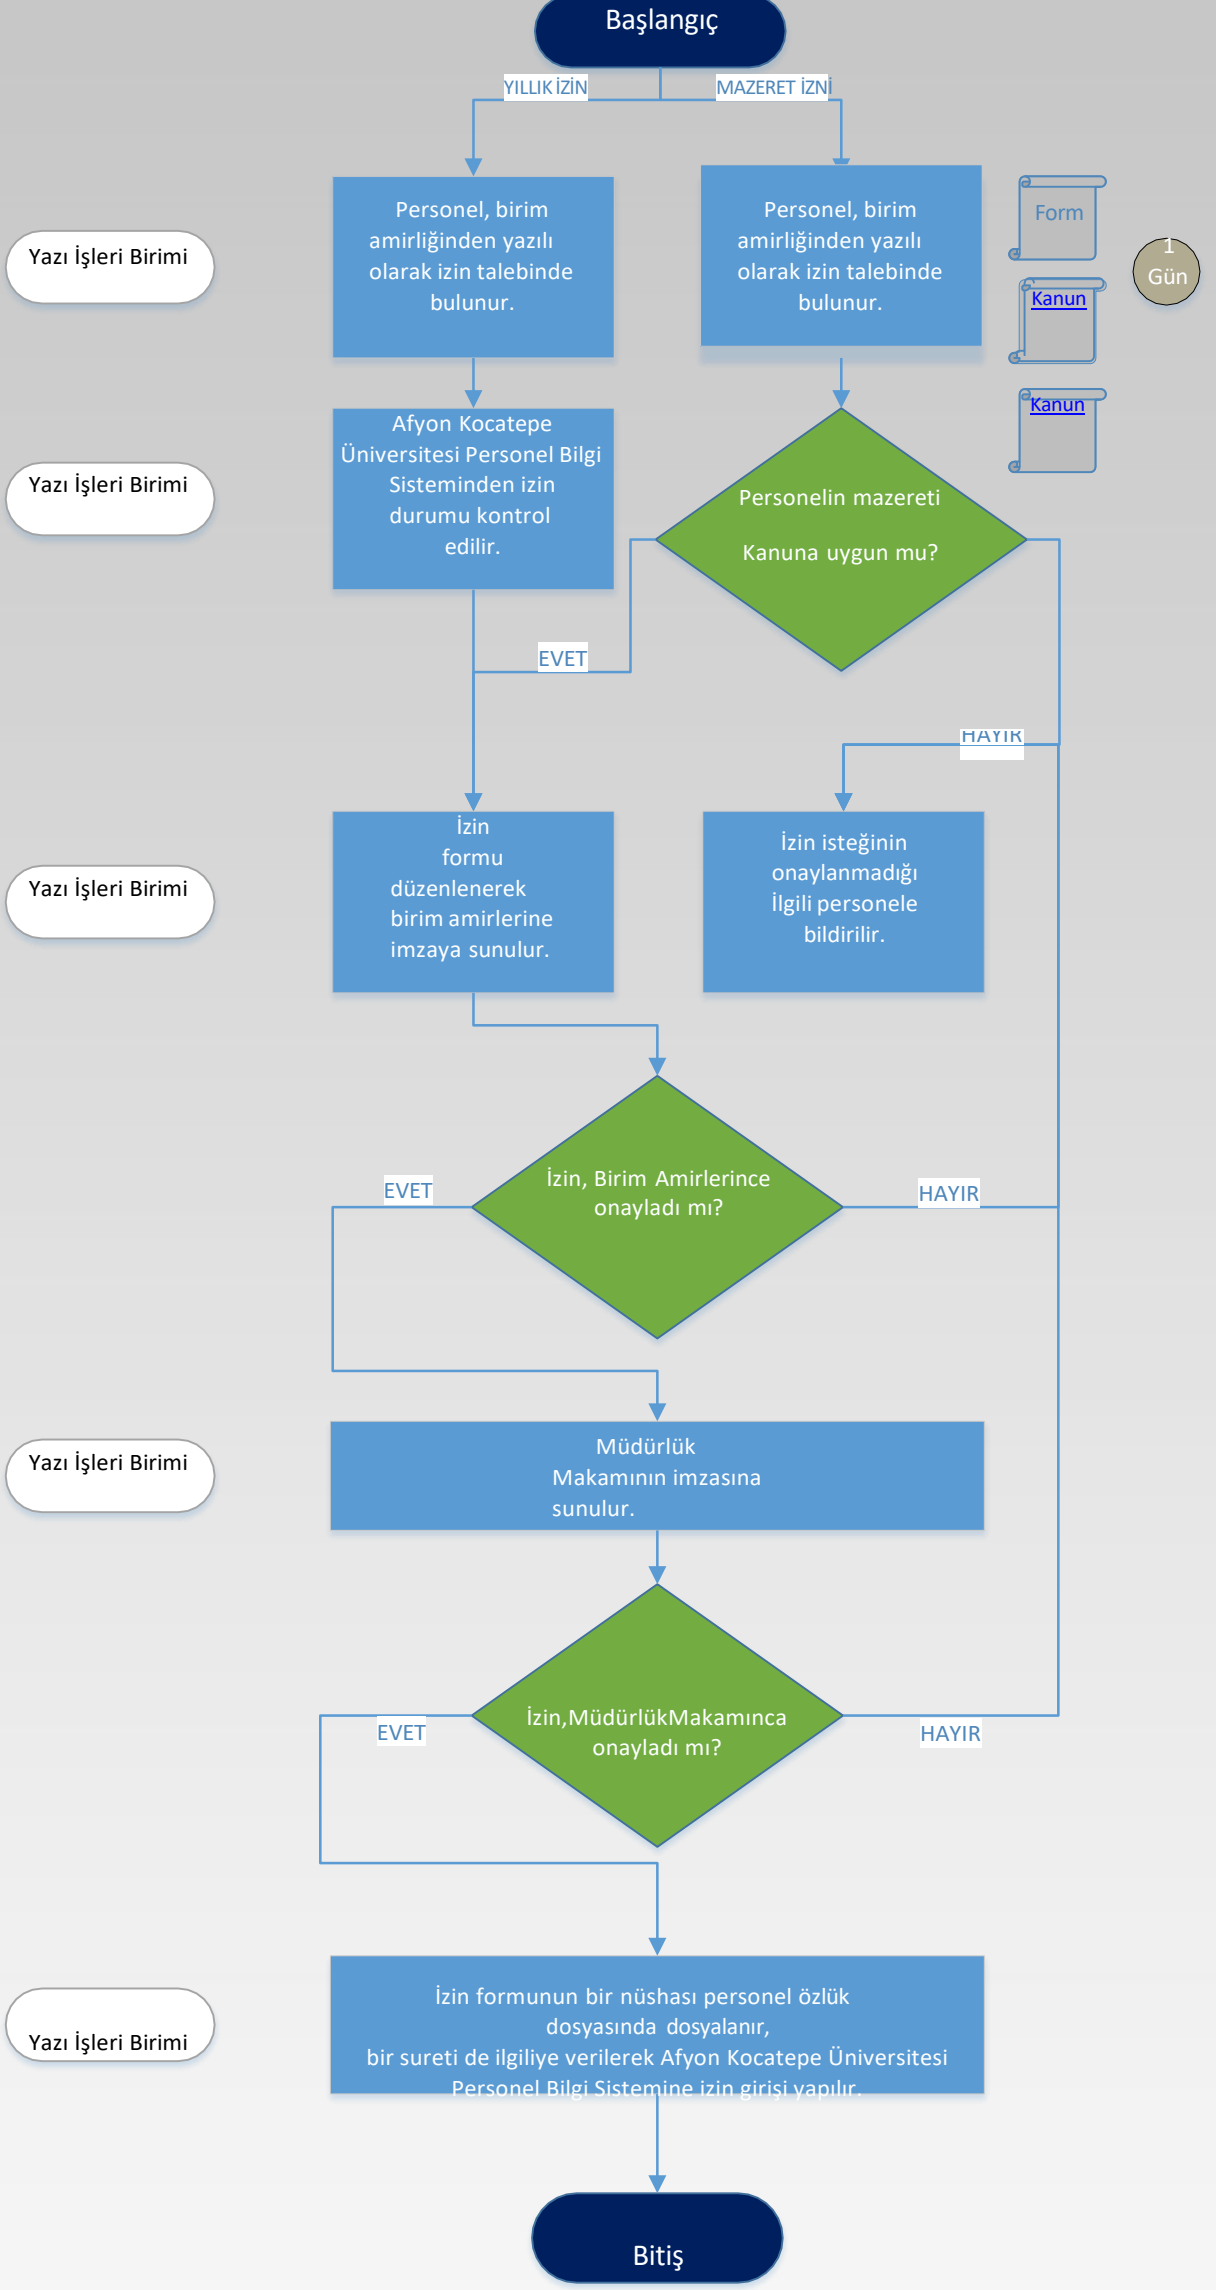 Başlangıç
YILLIK İZİN
MAZERET İZNİ
Yazı İşleri Birimi
Personel, birim
amirliğinden yazılı
olarak izin talebinde
bulunur.
Personel, birim
amirliğinden yazılı
olarak izin talebinde
bulunur.
Form
Kanun
Kanun
1
Gün
Yazı İşleri Birimi
Afyon Kocatepe
Üniversitesi Personel Bilgi
Sisteminden izin
durumu kontrol
edilir.
Personelin mazereti
Kanuna uygun mu?
EVET
HAYIR
Yazı İşleri Birimi
İzin
formu
düzenlenerek
birim amirlerine
imzaya sunulur.
İzin isteğinin
onaylanmadığı
İlgili personele
bildirilir.
İzin, Birim Amirlerince
onayladı mı?
EVET
HAYIR
Yazı İşleri Birimi
Müdürlük
Makamının imzasına
sunulur.
İzin,MüdürlükMakamınca
onayladı mı?
EVET
HAYIR
Yazı İşleri Birimi
İzin formunun bir nüshası personel özlük
dosyasında dosyalanır,
bir sureti de ilgiliye verilerek Afyon Kocatepe Üniversitesi
Personel Bilgi Sistemine izin girişi yapılır.
Bitiş